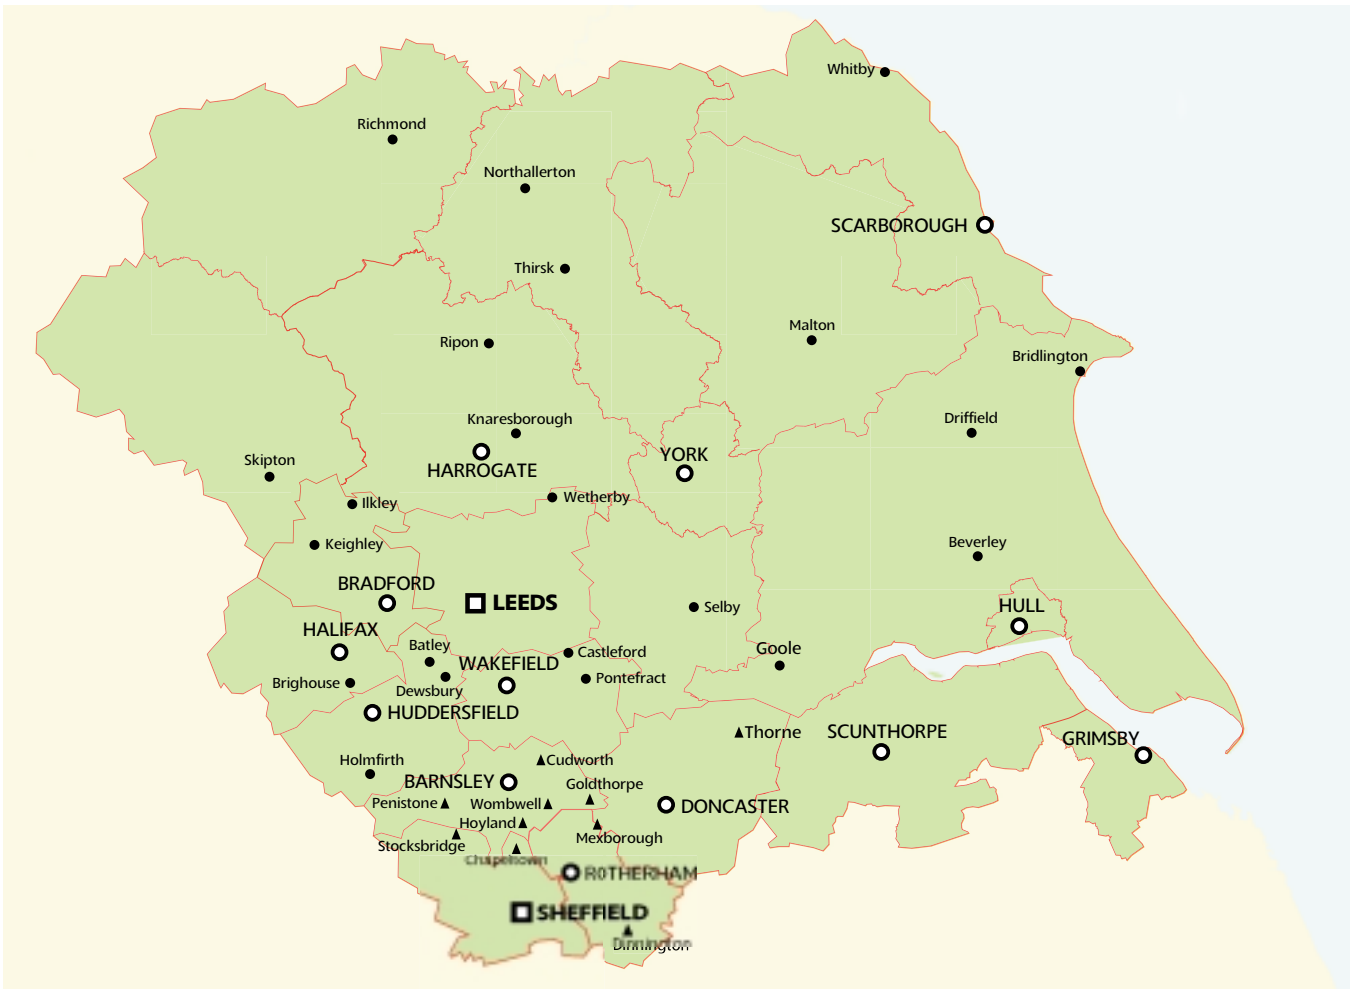 Whitby
Richmond
Northallerton
SCARBOROUGH
Thirsk
Malton
Ripon
Bridlington
Knaresborough
Driffield
YORK
Skipton
HARROGATE
Wetherby
Ilkley
Keighley
Beverley
BRADFORD
LEEDS
HULL
Selby
HALIFAX
Batley
Castleford
Goole
WAKEFIELD
Brighouse
Dewsbury
Pontefract
HUDDERSFIELD
Thorne
SCUNTHORPE
GRIMSBY
Holmfirth
Cudworth
BARNSLEY
Goldthorpe
Penistone
Wombwell
DONCASTER
Hoyland
Mexborough
Stocksbridge
Chapeltown
ROTHERHAM
SHEFFIELD
Dinnington